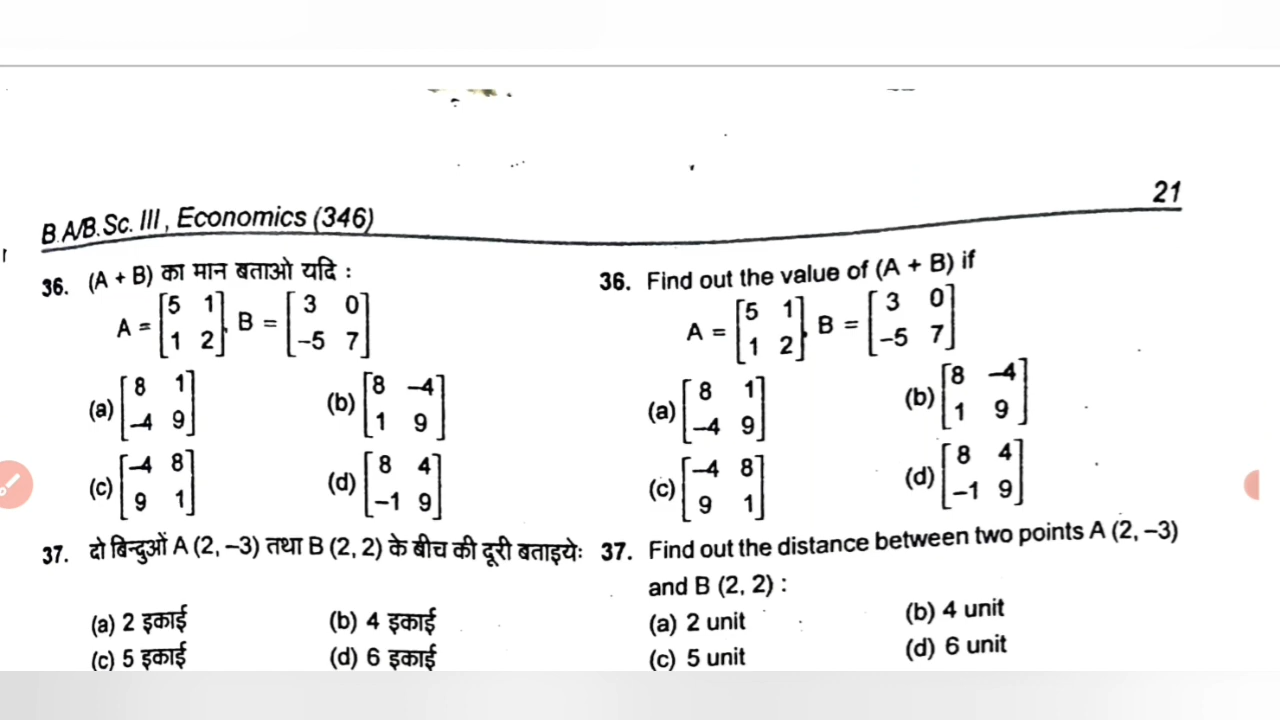 21
B.A/B.Sc. III, Economics (346)
36. (A + B) का मान बताओ यदि :
A = [5 1
1 2], B = [3 0
-5 7]
(a) [8 1
-4 9] (b) [8 -4
1 9]
(c) [-4 8
9 1] (d) [8 4
-1 9]
37. दो बिन्दुओं A (2, -3) तथा B (2, 2) के बीच की दूरी बताइयेः
(a) 2 इकाई (b) 4 इकाई
(c) 5 इकाई (d) 6 इकाई
36. Find out the value of (A + B) if
A = [5 1
1 2], B = [3 0
-5 7]
(a) [8 1
-4 9] (b) [8 -4
1 9]
(c) [-4 8
9 1] (d) [8 4
-1 9]
37. Find out the distance between two points A (2, -3)
and B (2, 2) :
(a) 2 unit (b) 4 unit
(c) 5 unit (d) 6 unit